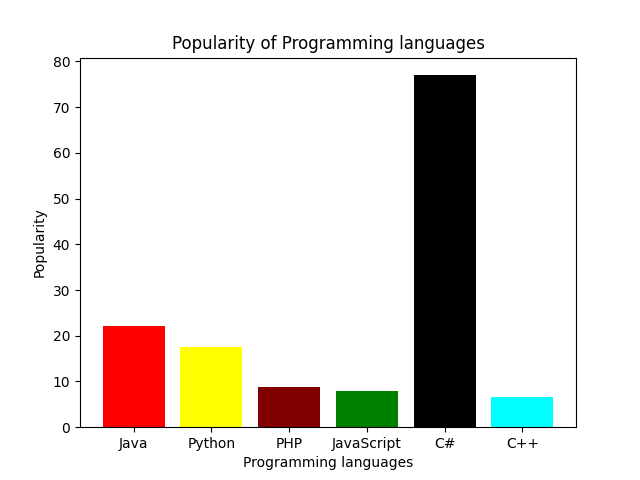 Popularity of Programming languages
80
70
60
50
40
30
20
10
0
Popularity
Java Python PHP JavaScript C# C++
Programming languages